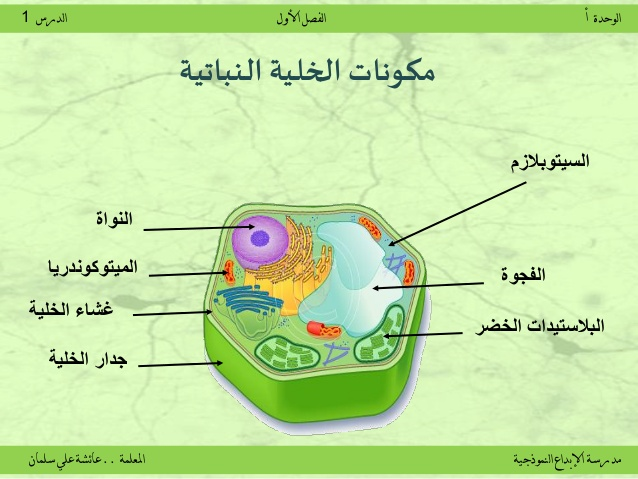 الوحدة أ
الفصل الأول
الدرس 1
مكونات الخلية النباتية
السيتوبلازم
النواة
الميتوكوندريا
الفجوة
غشاء الخلية
البلاستيدات الخضر
جدار الخلية
مدرسة الإبداع النموذجية
المعلمة .. عائشة علي سلمان